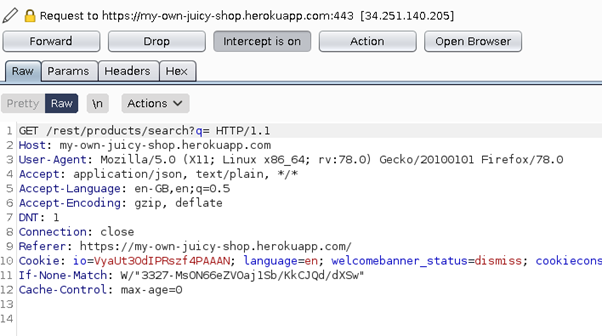 Request to https://my-own-juicy-shop.herokuapp.com:443 [34.251.140.205]
Forward Drop Intercept is on Action Open Browser
Raw Params Headers Hex
Pretty Raw \n Actions
1 GET /rest/products/search?q= HTTP/1.1
2 Host: my-own-juicy-shop.herokuapp.com
3 User-Agent: Mozilla/5.0 (X11; Linux x86_64; rv:78.0) Gecko/20100101 Firefox/78.0
4 Accept: application/json, text/plain, */*
5 Accept-Language: en-GB,en;q=0.5
6 Accept-Encoding: gzip, deflate
7 DNT: 1
8 Connection: close
9 Referer: https://my-own-juicy-shop.herokuapp.com/
10 Cookie: io=VyaUt3OdIPRszf4PAAAN; language=en; welcomebanner_status=dismiss; cookiecons
11 If-None-Match: W/"3327-MsON66eZVOaj1Sb/KkCJQd/dXSw"
12 Cache-Control: max-age=0
13
14